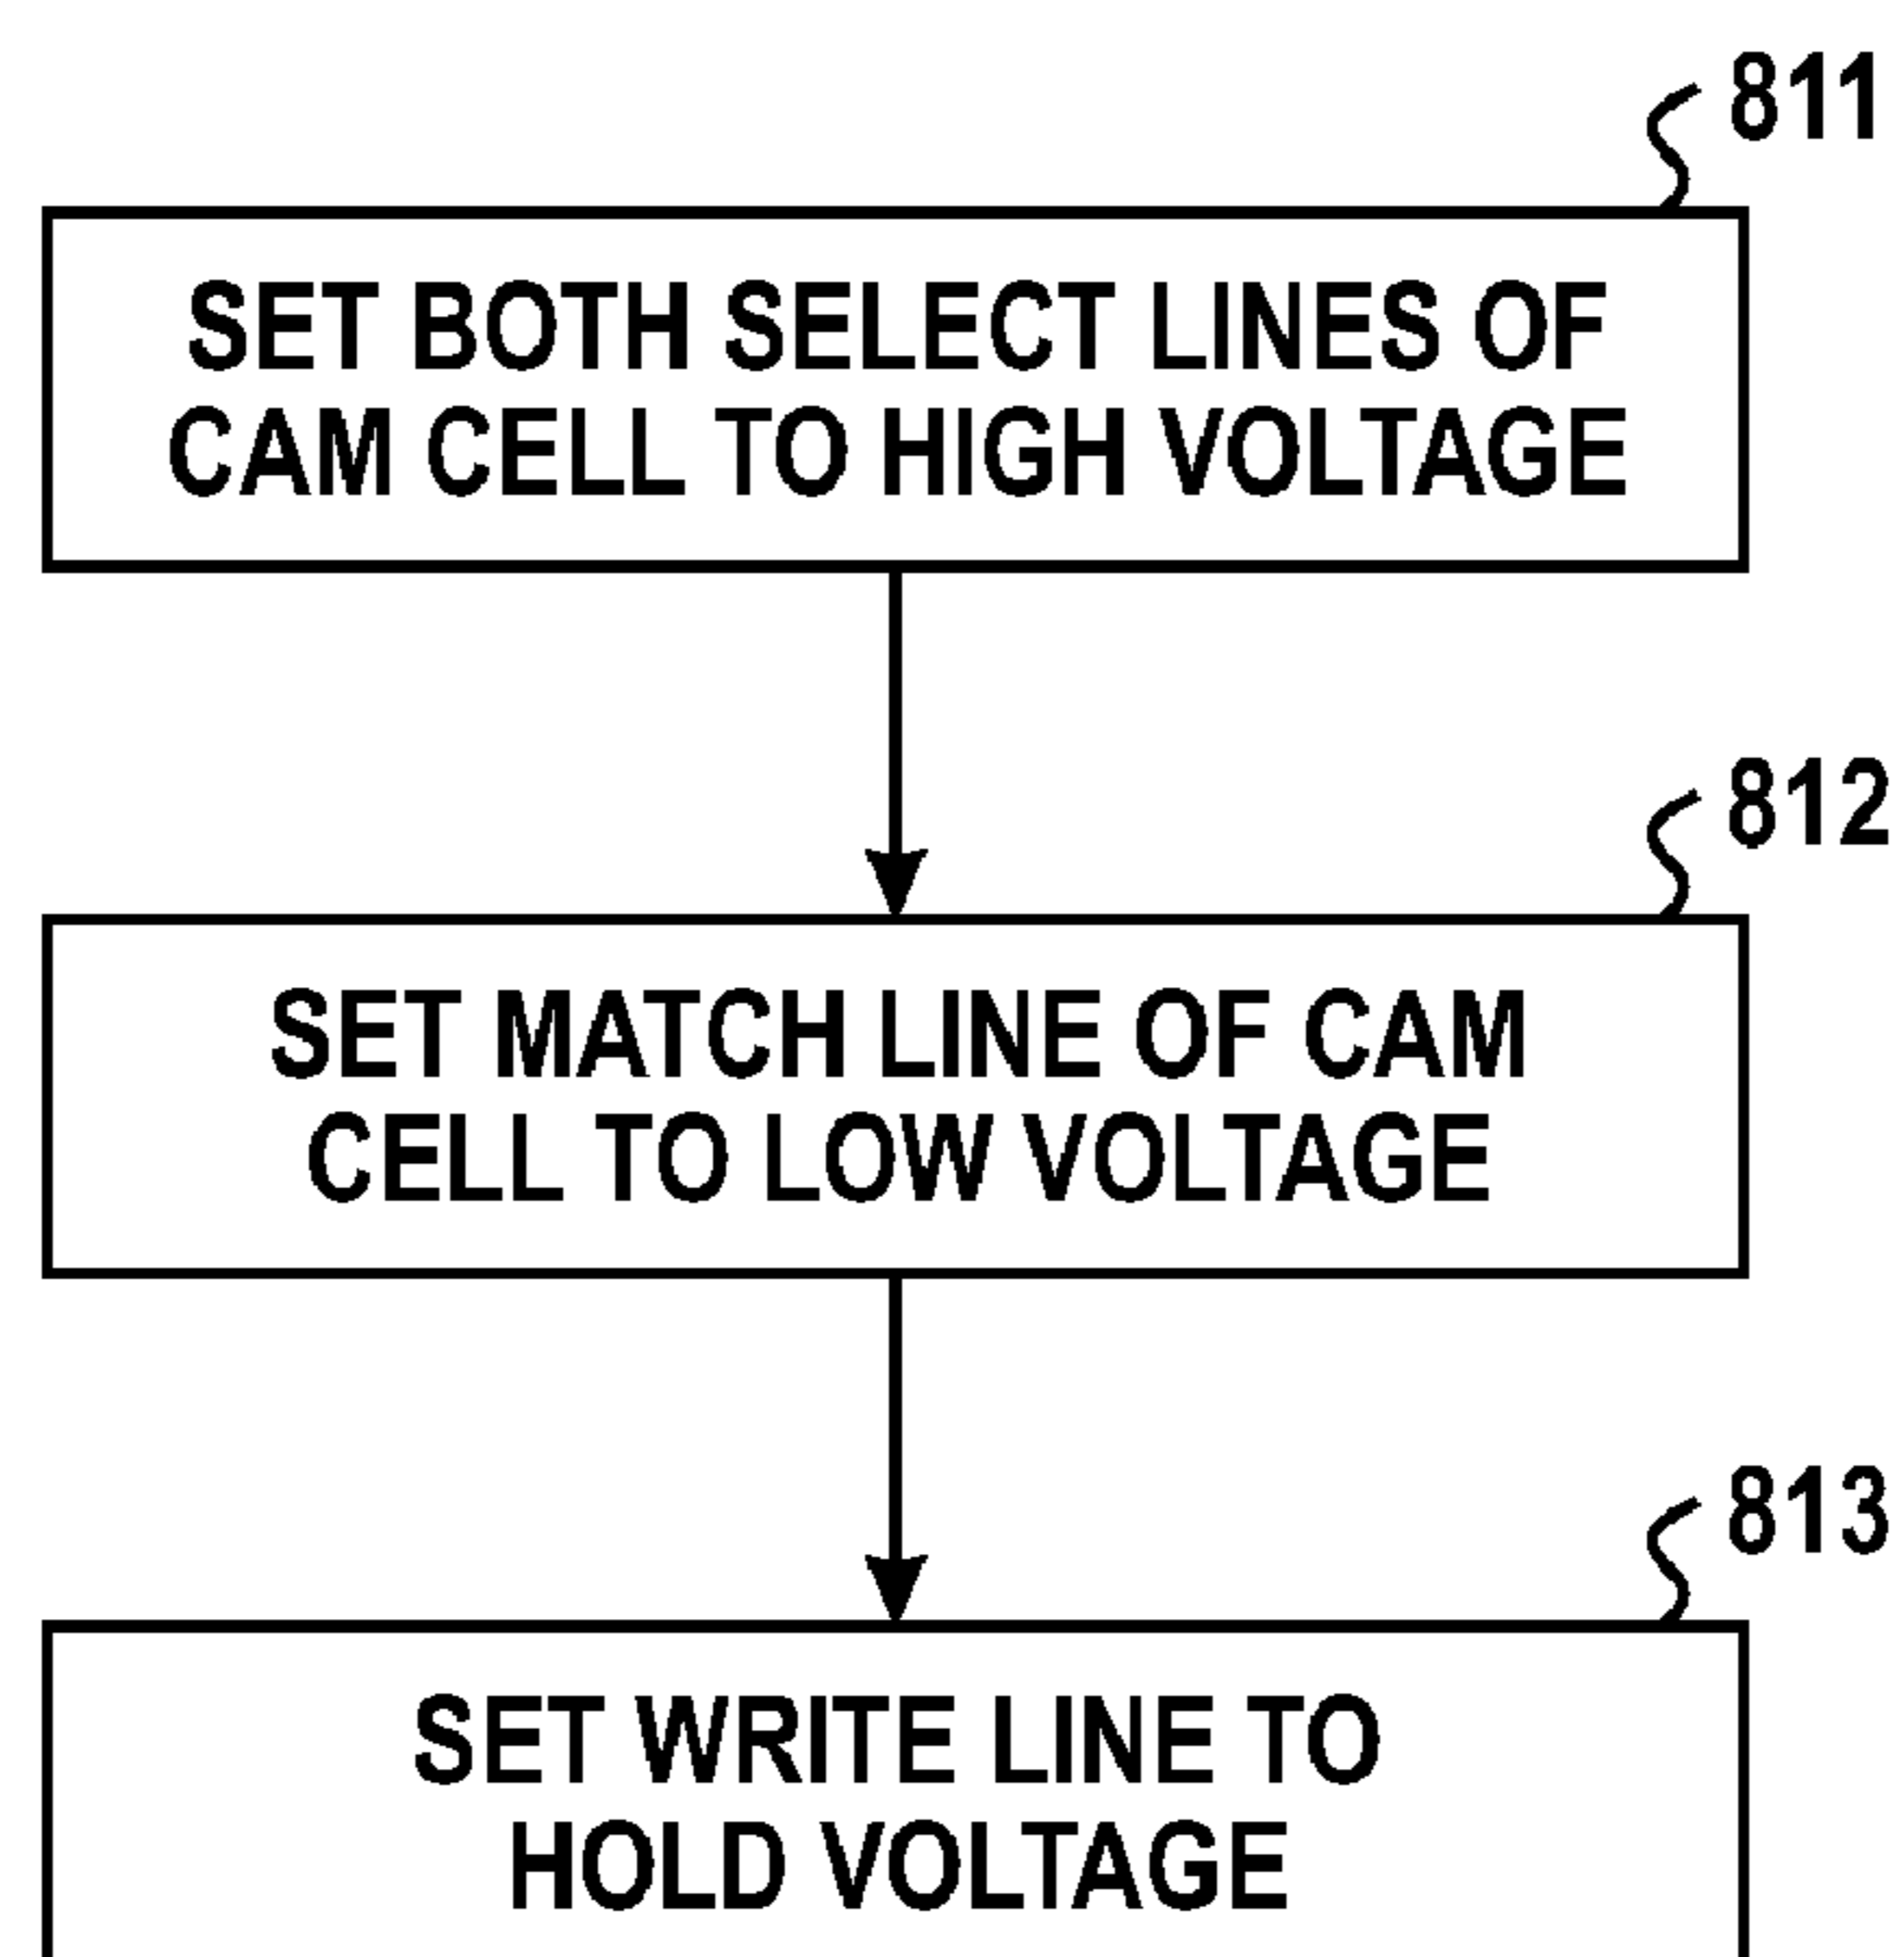 811
SET BOTH SELECT LINES OF
CAM CELL TO HIGH VOLTAGE
812
SET MATCH LINE OF CAM
CELL TO LOW VOLTAGE
813
SET WRITE LINE TO
HOLD VOLTAGE